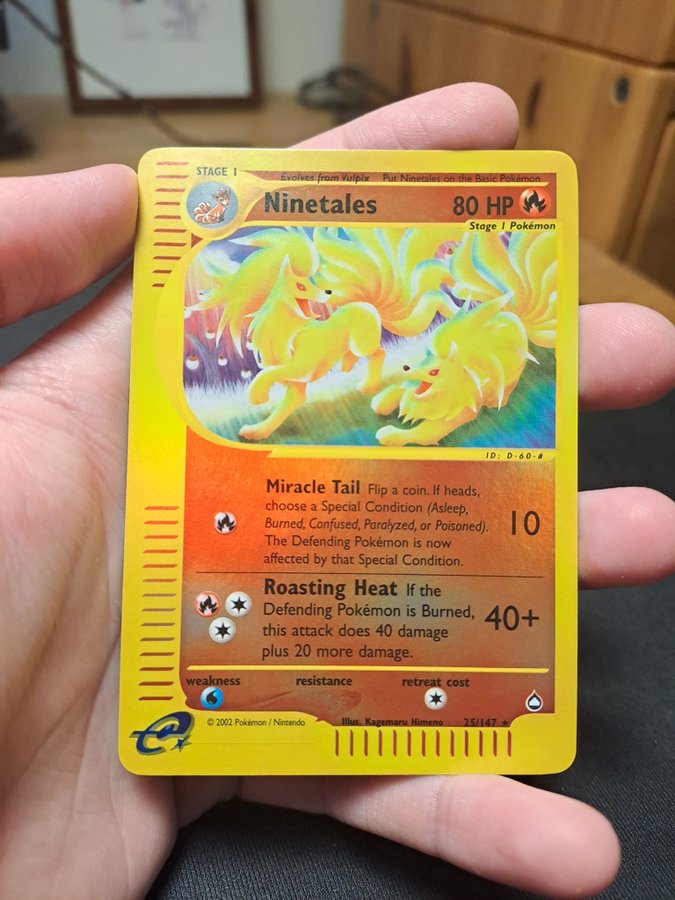 STAGE 1
Evolves from Vulpix Put Ninetales on the Basic Pokémon
Ninetales 80 HP
Stage 1 Pokémon
ID: D-60-#
Miracle Tail Flip a coin. If heads,
choose a Special Condition (Asleep,
Burned, Confused, Paralyzed, or Poisoned).
The Defending Pokémon is now
affected by that Special Condition.
10
Roasting Heat If the
Defending Pokémon is Burned,
this attack does 40 damage
plus 20 more damage.
40+
weakness resistance retreat cost
© 2002 Pokémon / Nintendo Illus. Kagemaru Himeno 25/147 ★
e